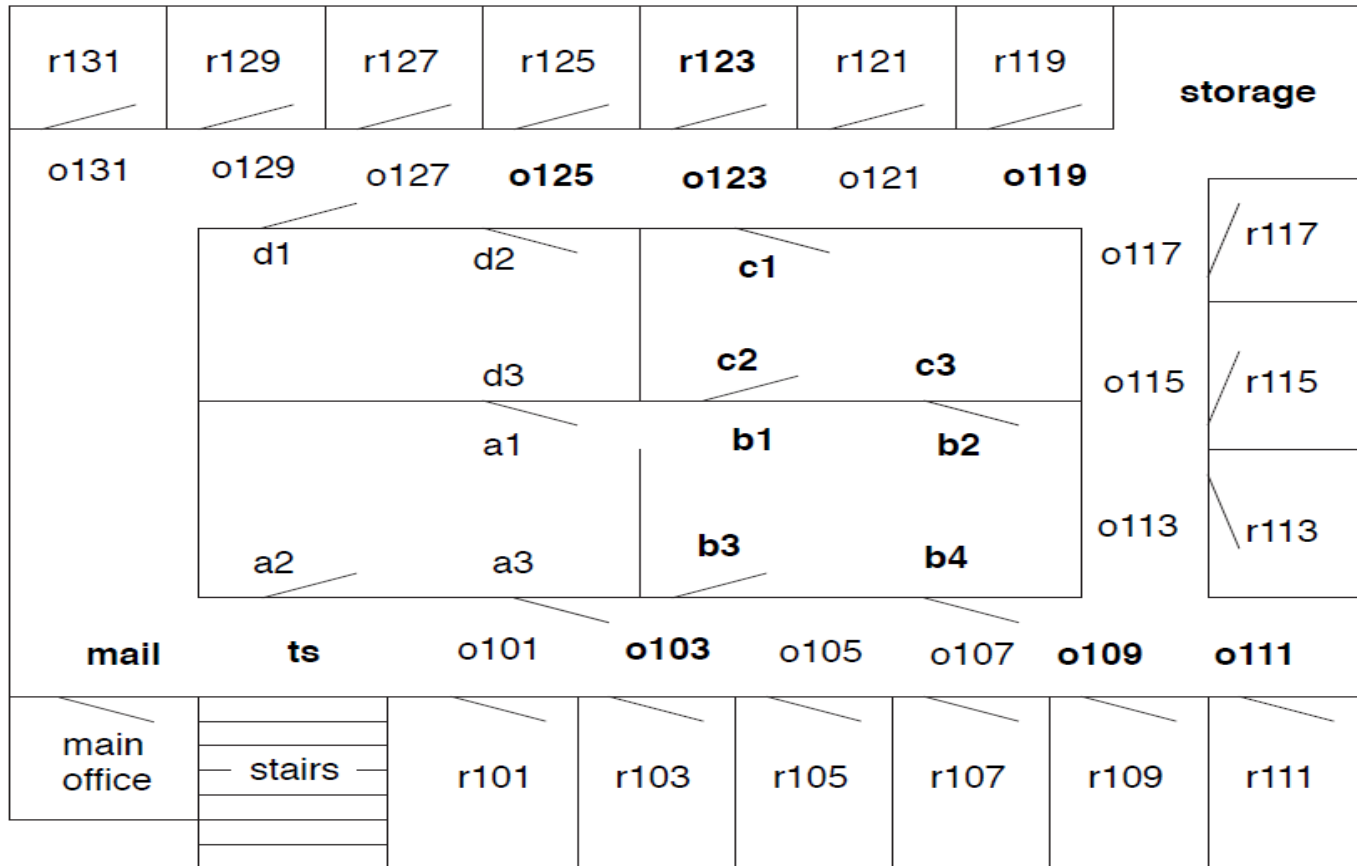 r131 r129 r127 r125 r123 r121 r119
storage
o131 o129 o127 o125 o123 o121 o119
r117
d1 d2 c1 o117
d3 c2 c3 o115 r115
a1 b1 b2
a2 a3 b3 b4 o113 r113
mail ts o101 o103 o105 o107 o109 o111
main
office
stairs
r101 r103 r105 r107 r109 r111